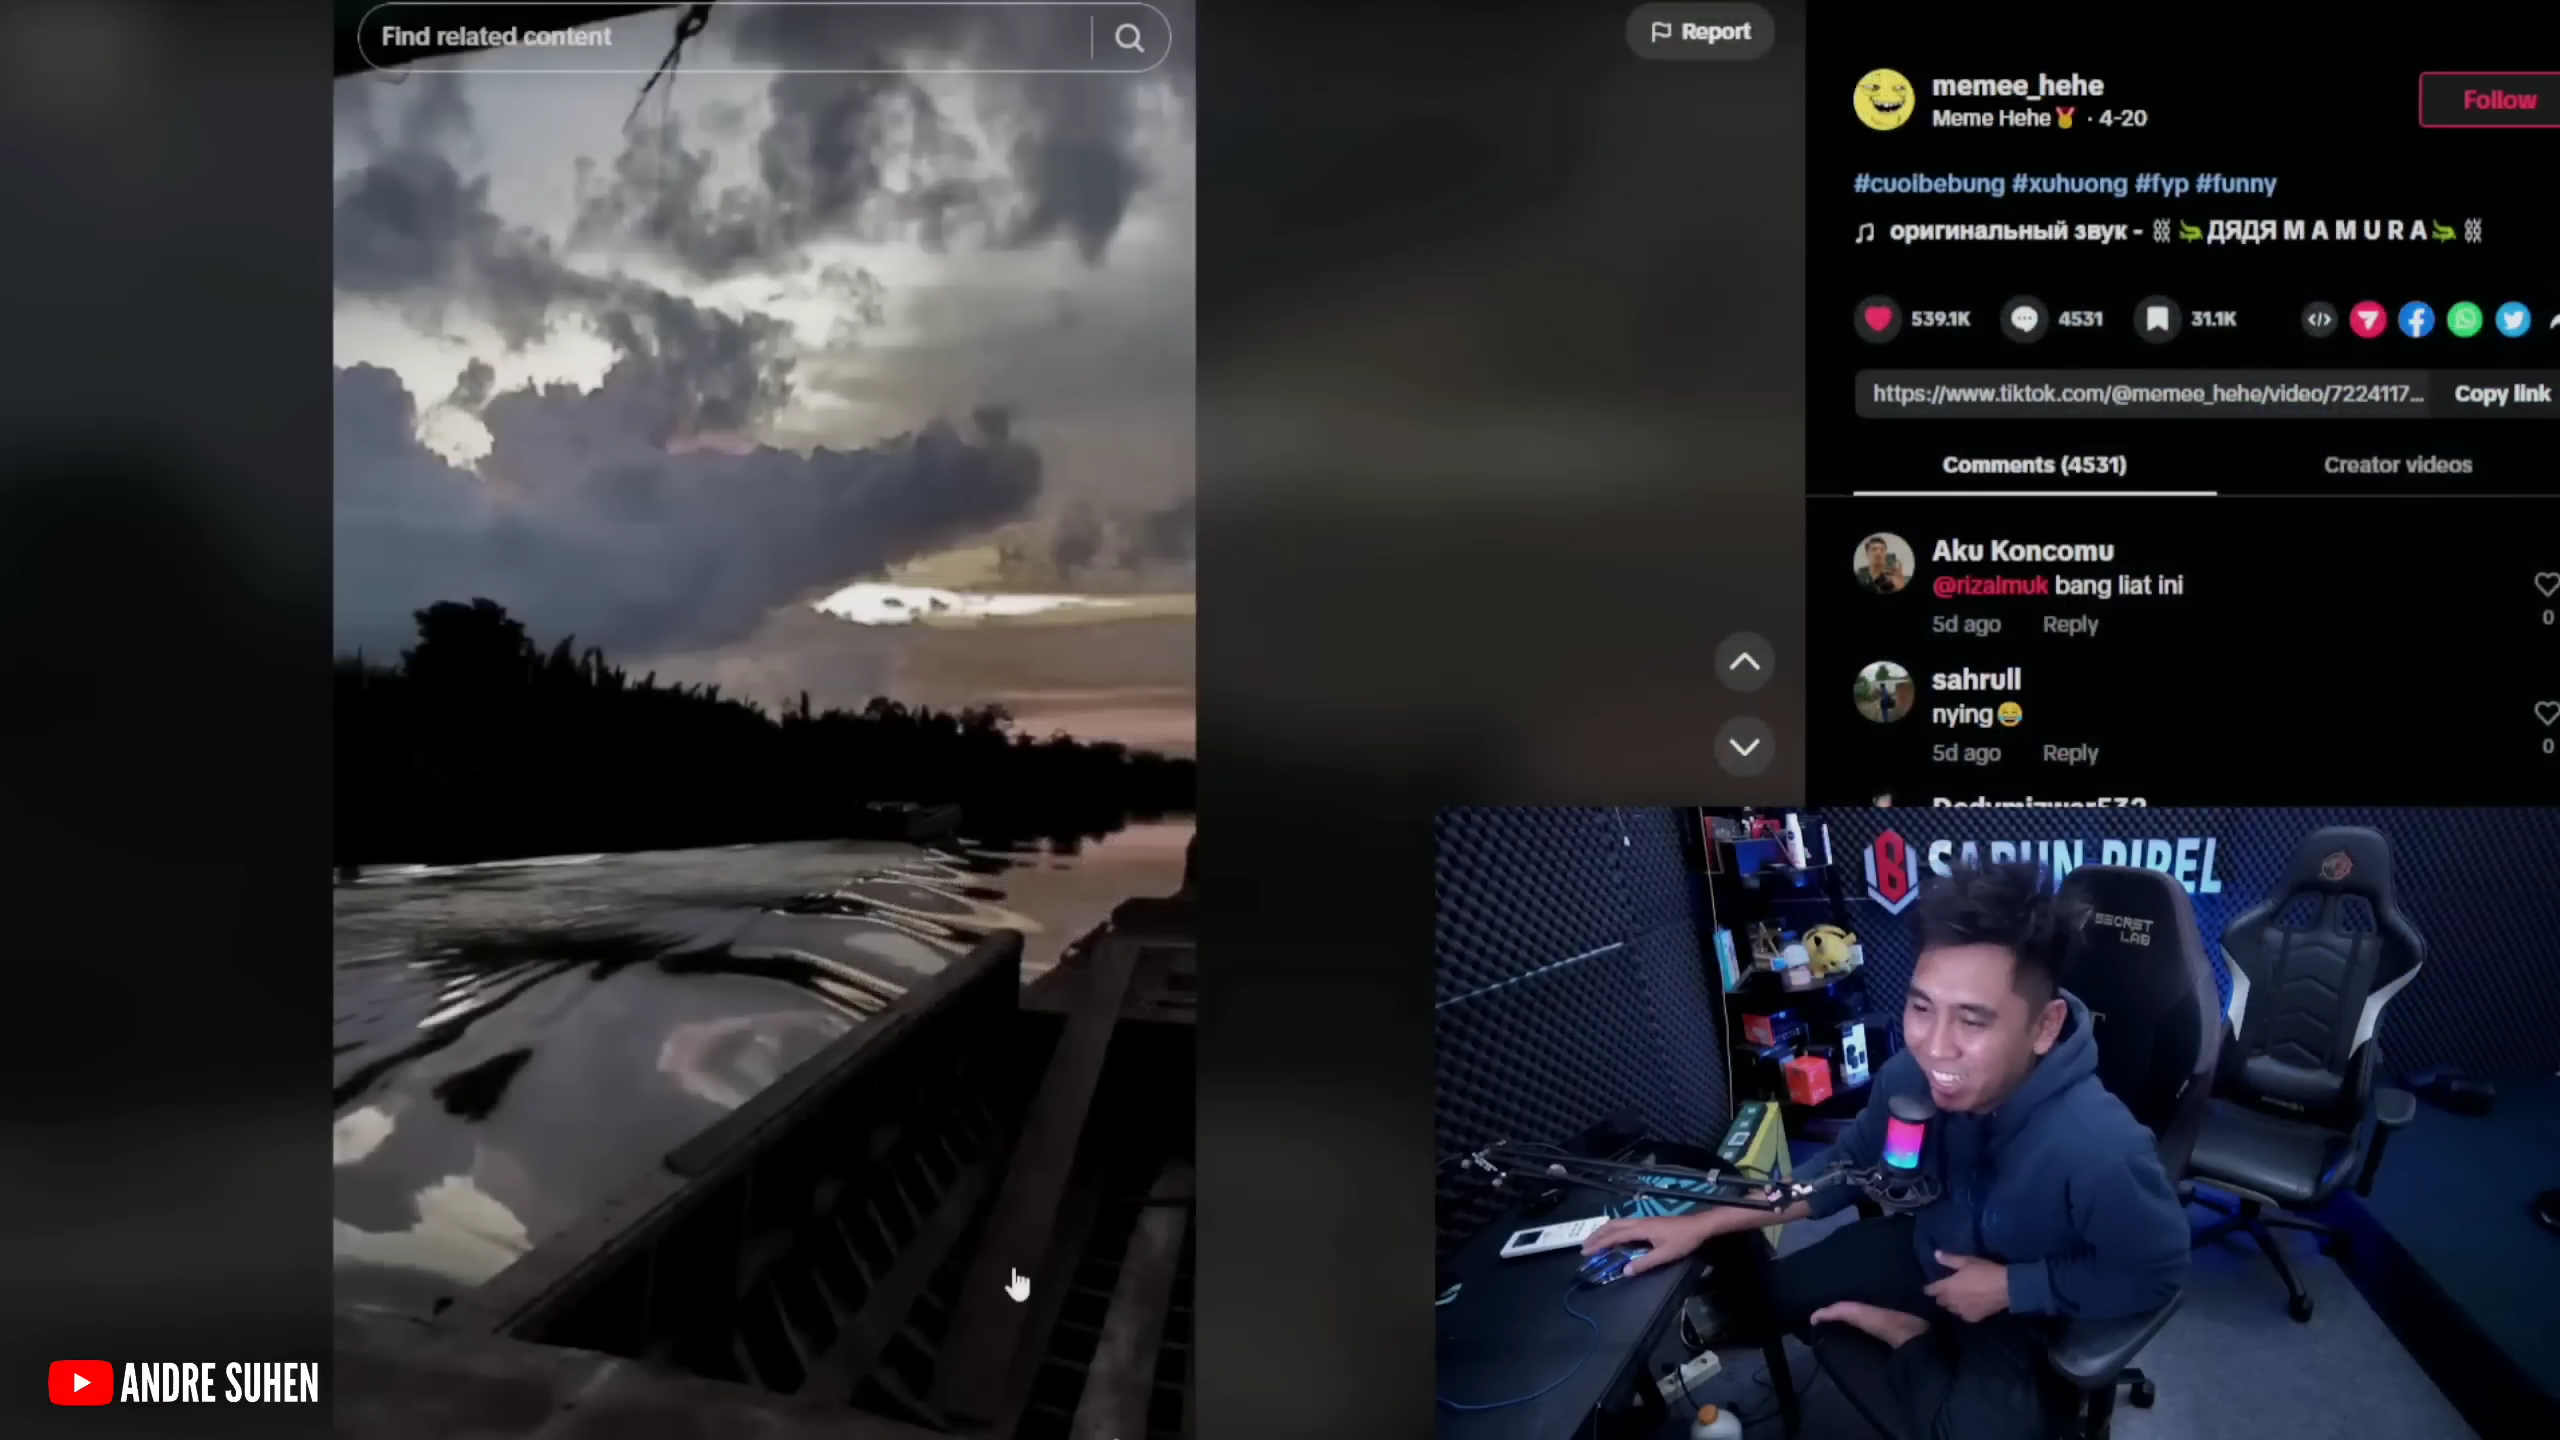 Find related content
Report
memee_hehe
Meme Hehe🏅 · 4-20
Follow
#cuoibebung #xuhuong #fyp #funny
оригинальный звук - ⛓🐊ДЯДЯ M A M U R A🐊⛓
539.1K
4531
31.1K
https://www.tiktok.com/@memee_hehe/video/7224117...
Copy link
Comments (4531)
Creator videos
Aku Koncomu
@rizalmuk bang liat ini
0
5d ago Reply
sahrull
nying😂
0
5d ago Reply
SECRET
LAB
ANDRE SUHEN